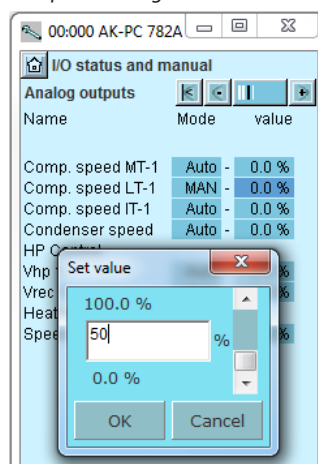 00:000 AK-PC 782A
I/O status and manual
Analog outputs
Name Mode value
Comp. speed MT-1 Auto - 0.0 %
Comp. speed LT-1 MAN - 0.0 %
Comp. speed IT-1 Auto - 0.0 %
Condenser speed Auto - 0.0 %
HP Control
Vhp %
Vrec %
Heat
Spee %
Set value
100.0 %
50 %
0.0 %
OK Cancel